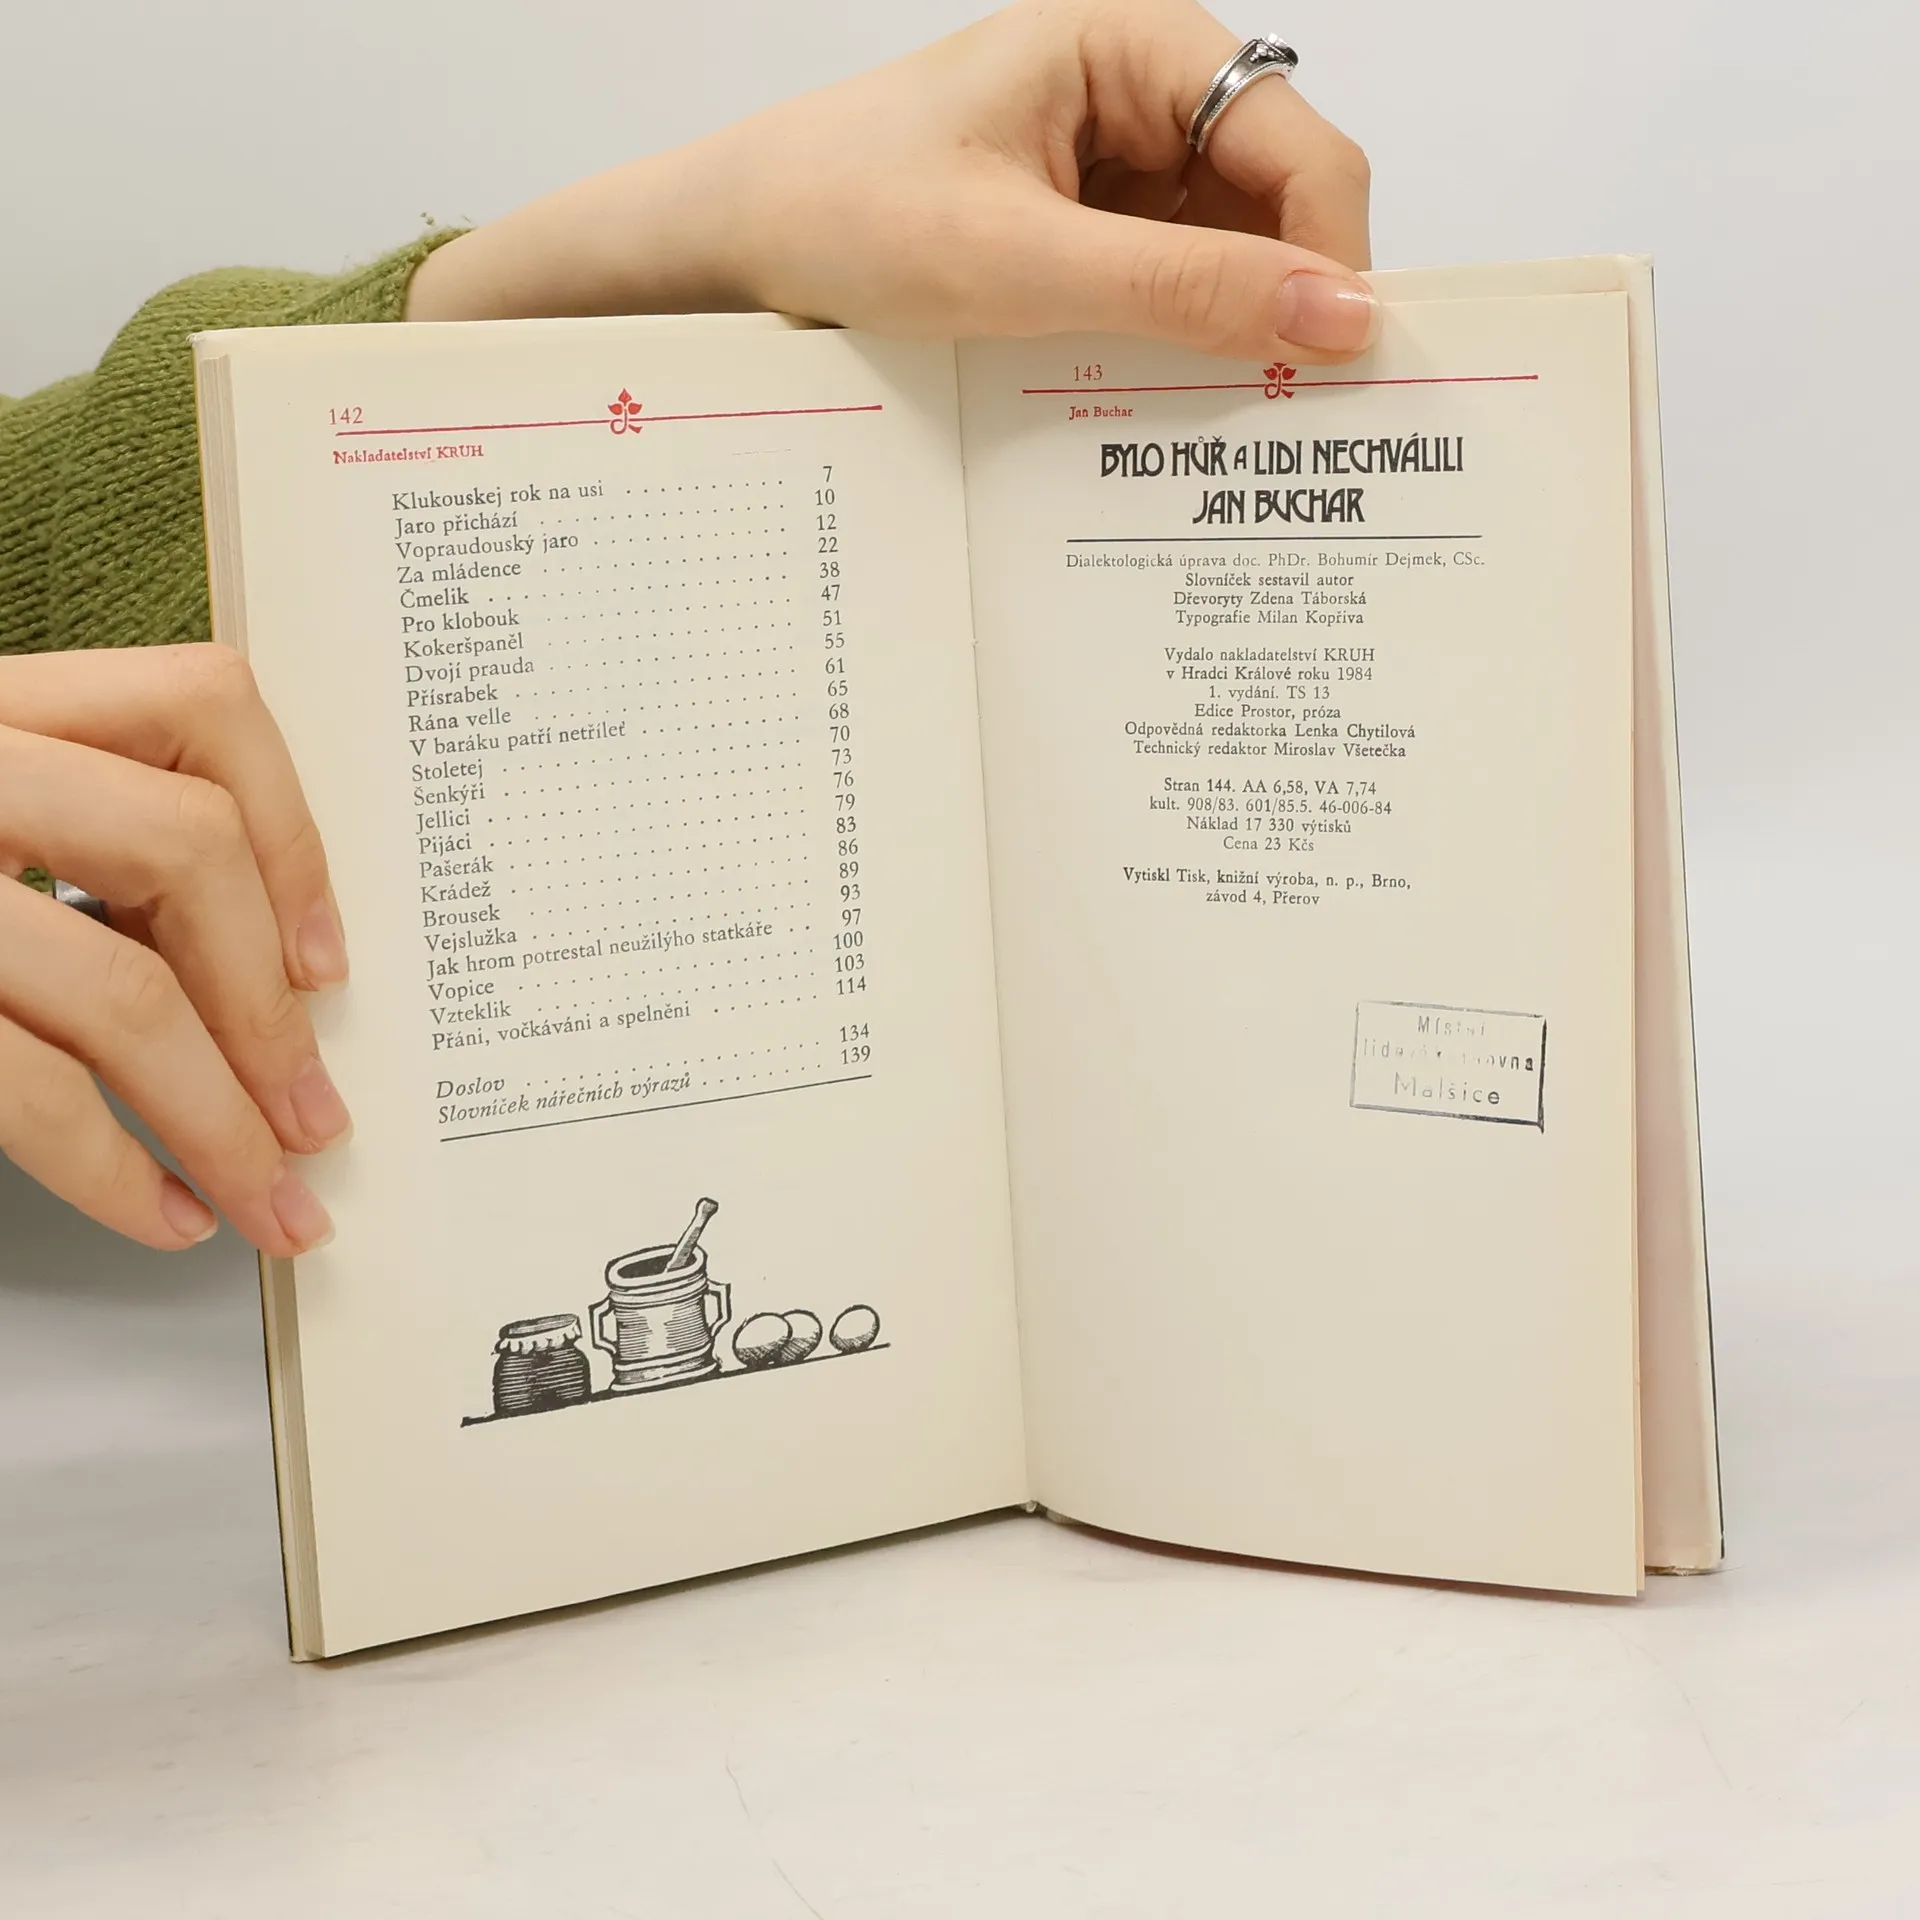 142
Nakladatelství KRUH
Klukouskej rok na usi . . . . . . . . . . 7
Jaro přichází . . . . . . . . . . . . . . 10
Vopraudouský jaro . . . . . . . . . . . . 12
Za mládence . . . . . . . . . . . . . . 22
Čmelik . . . . . . . . . . . . . . . . 38
Pro klobouk . . . . . . . . . . . . . . 47
Kokeršpaněl . . . . . . . . . . . . . . 51
Dvojí prauda . . . . . . . . . . . . . . 55
Přísrabek . . . . . . . . . . . . . . . 61
Rána velle . . . . . . . . . . . . . . . 65
V baráku patří netříleť . . . . . . . . . . 68
Stoletej . . . . . . . . . . . . . . . . 70
Šenkýři . . . . . . . . . . . . . . . . 73
Jellici . . . . . . . . . . . . . . . . . 76
Pijáci . . . . . . . . . . . . . . . . . 79
Pašerák . . . . . . . . . . . . . . . . 83
Krádež . . . . . . . . . . . . . . . . 86
Brousek . . . . . . . . . . . . . . . . 89
Vejslužka . . . . . . . . . . . . . . . 93
Jak hrom potrestal neužilýho statkáře . . 97
Vopice . . . . . . . . . . . . . . . . 100
Vzteklik . . . . . . . . . . . . . . . 103
Přáni, vočkáváni a spelněni . . . . . . . 114
Doslov . . . . . . . . . . . . . . . . 134
Slovníček nářečních výrazů . . . . . . . . 139
143
Jan Buchar
BYLO HŮŘ A LIDI NECHVÁLILI
JAN BUCHAR
Dialektologická úprava doc. PhDr. Bohumír Dejmek, CSc.
Slovníček sestavil autor
Dřevoryty Zdena Táborská
Typografie Milan Kopřiva
Vydalo nakladatelství KRUH
v Hradci Králové roku 1984
1. vydání. TS 13
Edice Prostor, próza
Odpovědná redaktorka Lenka Chytilová
Technický redaktor Miroslav Všetečka
Stran 144. AA 6,58, VA 7,74
kult. 908/83. 601/85.5. 46-006-84
Náklad 17 330 výtisků
Cena 23 Kčs
Vytiskl Tisk, knižní výroba, n. p., Brno,
závod 4, Přerov
Místní
Malšice